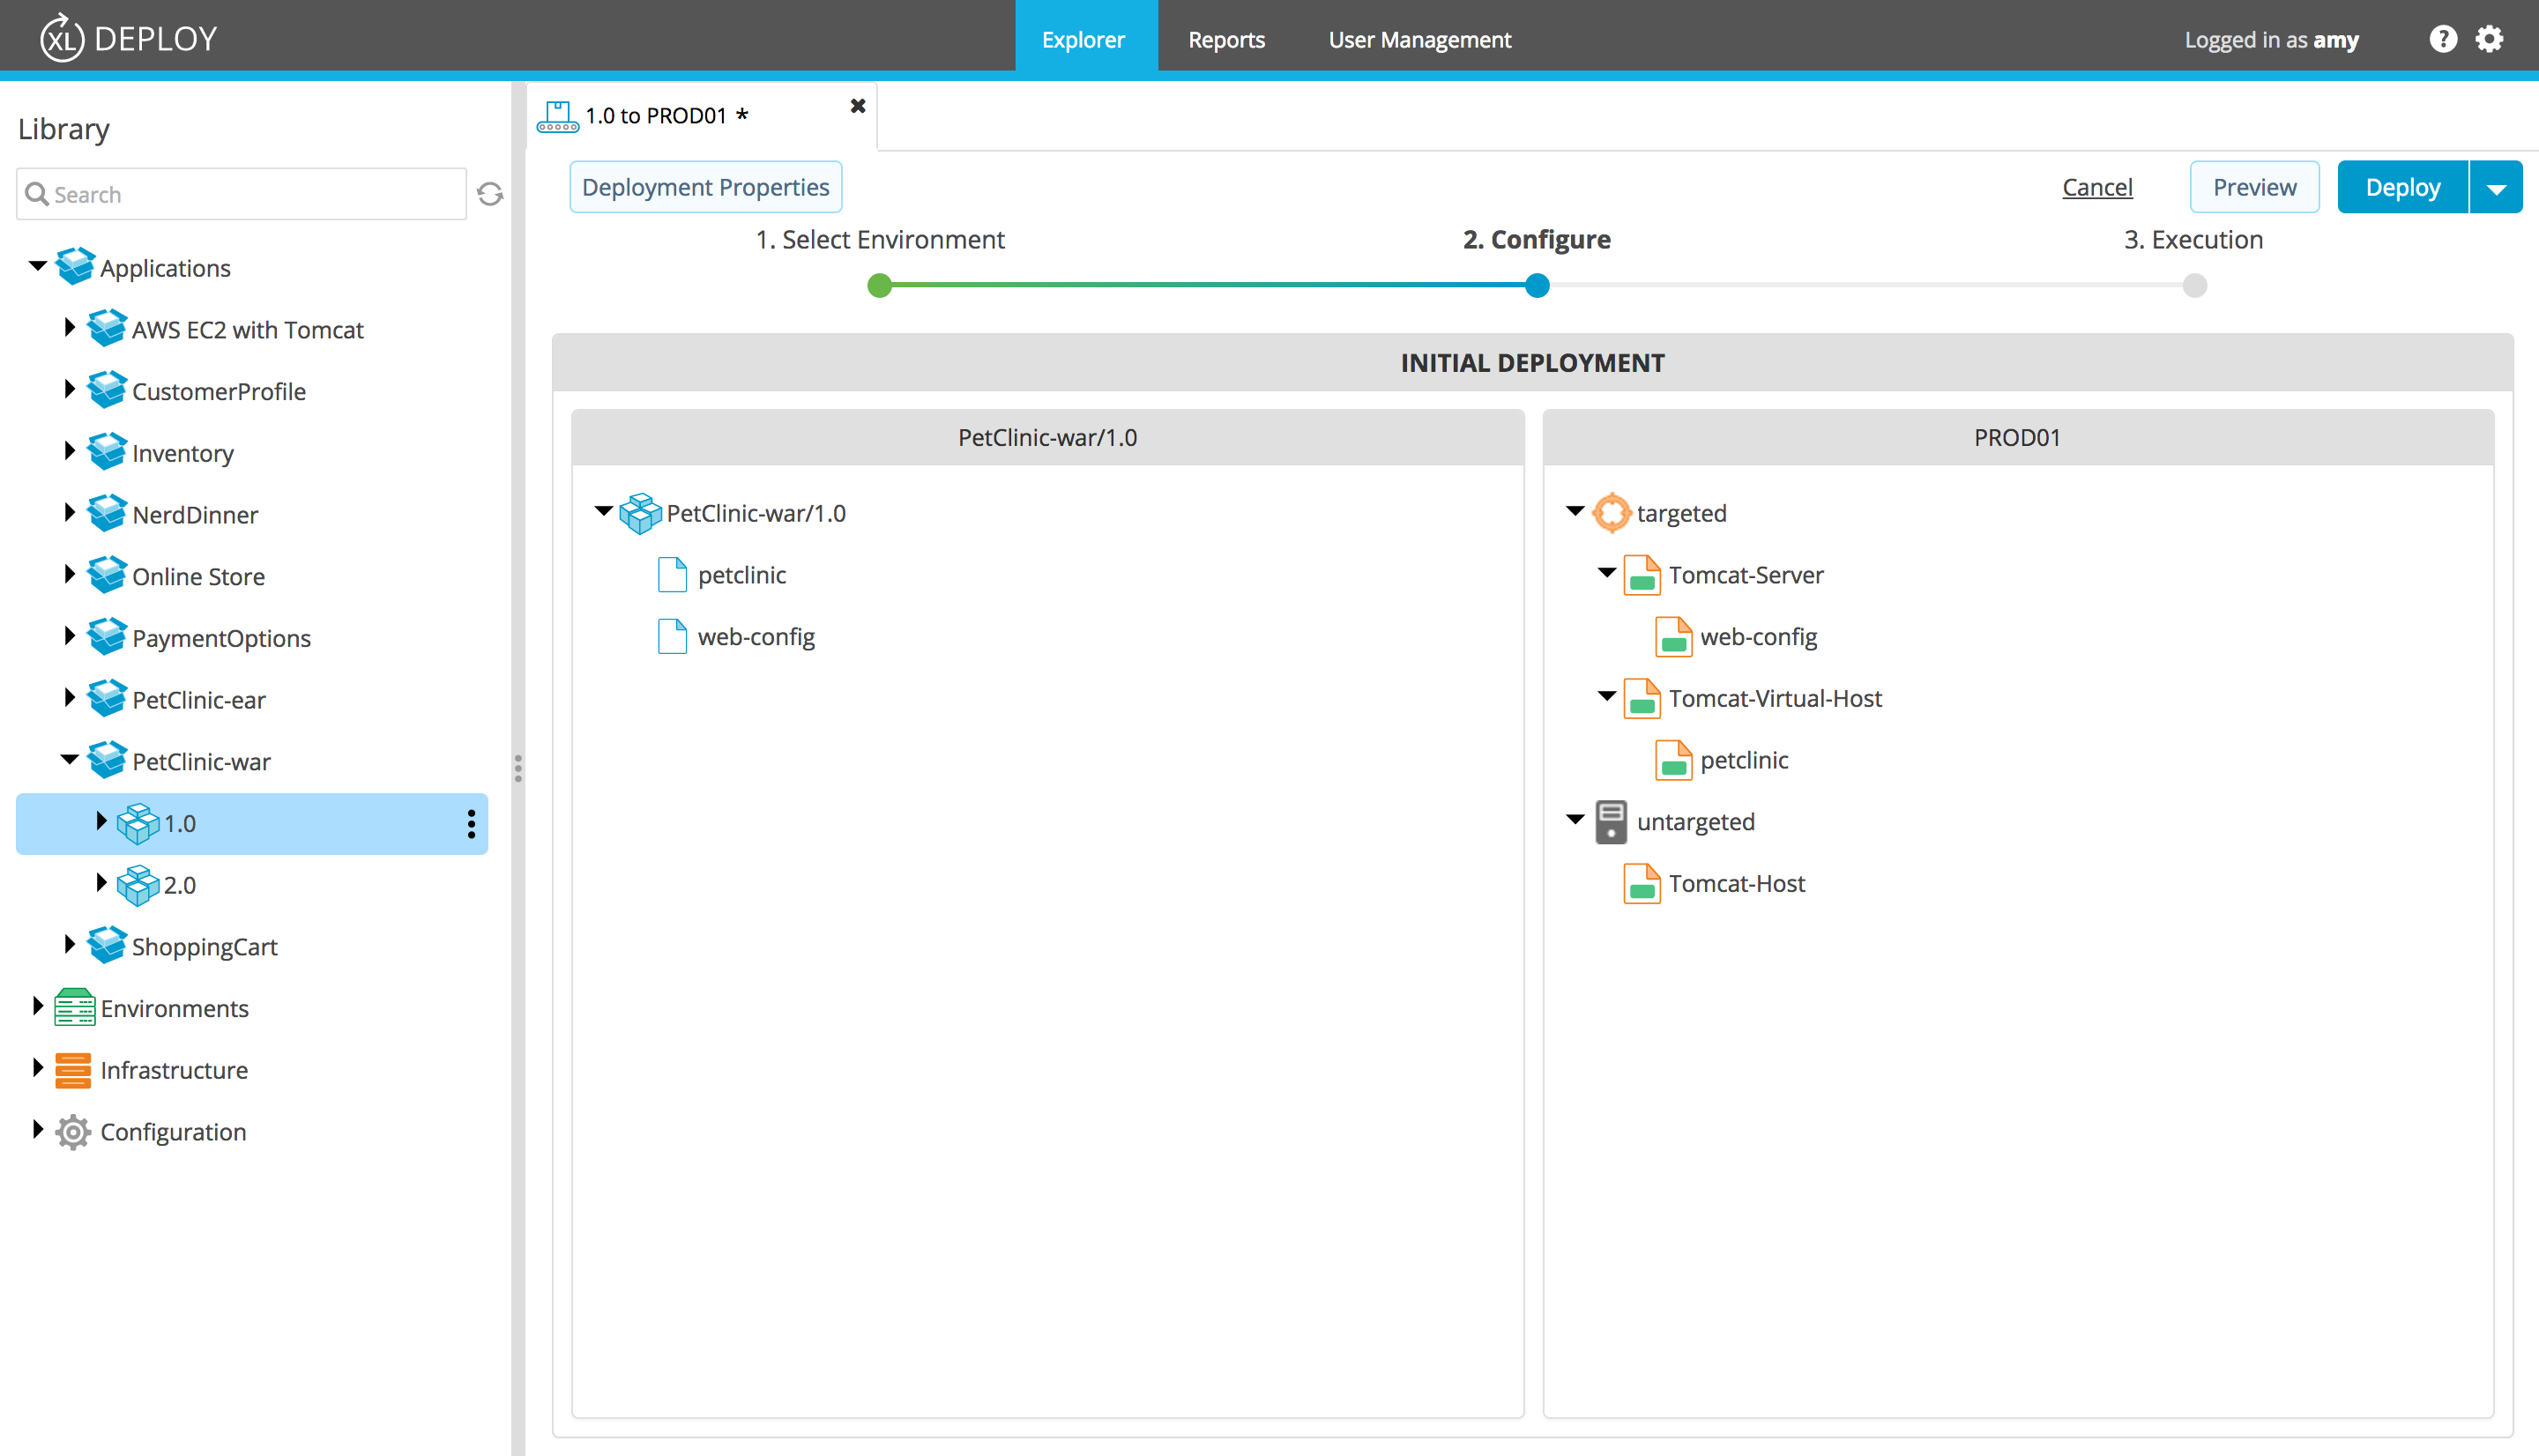 XL DEPLOY
Explorer
Reports
User Management
Logged in as amy
?
Library
Search
Applications
AWS EC2 with Tomcat
CustomerProfile
Inventory
NerdDinner
Online Store
PaymentOptions
PetClinic-ear
PetClinic-war
1.0
2.0
ShoppingCart
Environments
Infrastructure
Configuration
1.0 to PROD01 *
Deployment Properties
Cancel
Preview
Deploy
1. Select Environment
2. Configure
3. Execution
INITIAL DEPLOYMENT
PetClinic-war/1.0
PetClinic-war/1.0
petclinic
web-config
PROD01
targeted
Tomcat-Server
web-config
Tomcat-Virtual-Host
petclinic
untargeted
Tomcat-Host